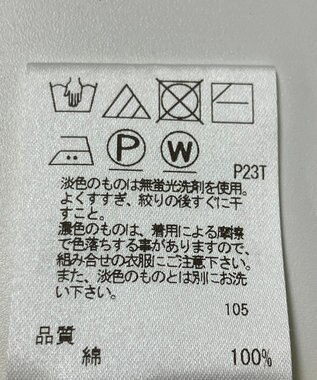 P W
P23T
淡色のものは無蛍光洗剤を使用。
よくすすぎ、絞りの後すぐに干
すこと。
濃色のものは、着用による摩擦
で色落ちする事がありますので、
組み合せの衣服にご注意下さい。
また、淡色のものとは別にお洗
い下さい。
105
品質
綿 100%